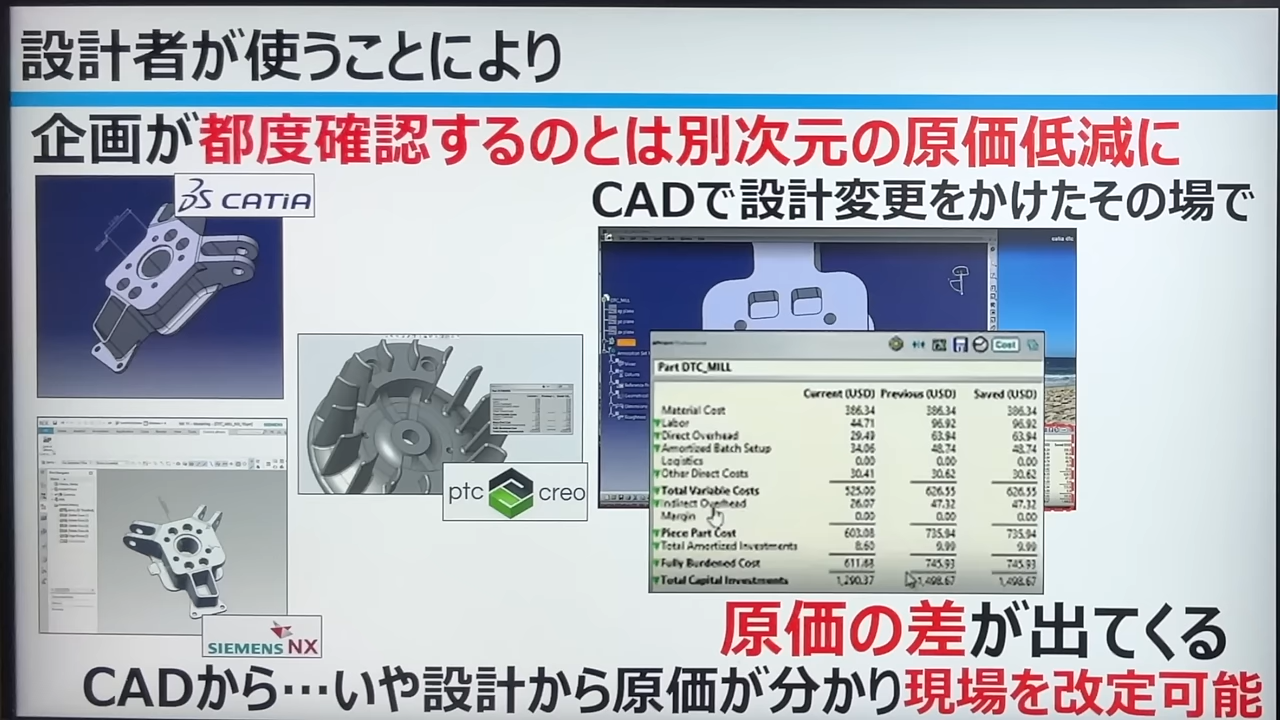 設計者が使うことにより
企画が都度確認するのとは別次元の原価低減に
CATIA
CADで設計変更をかけたその場で
ptc creo
SIEMENS NX
DTC_MILL
Cost
Part DTC_MILL
Current (USD) Previous (USD) Saved (USD)
Material Cost 386.34 386.34 386.34
Labor 44.71 96.92 96.92
Direct Overhead 29.49 63.94 63.94
Amortized Batch Setup 34.06 48.74 48.74
Logistics 0.00 0.00 0.00
Other Direct Costs 30.41 30.62 30.62
Total Variable Costs 525.00 626.55 626.55
Indirect Overhead 26.07 47.32 47.32
Margin 0.00 0.00 0.00
Piece Part Cost 603.08 735.94 735.94
Total Amortized Investments 8.60 9.99 9.99
Fully Burdened Cost 611.68 745.93 745.93
Total Capital Investments 1,290.37 1,498.67 1,498.67
原価の差が出てくる
CADから…いや設計から原価が分かり現場を改定可能